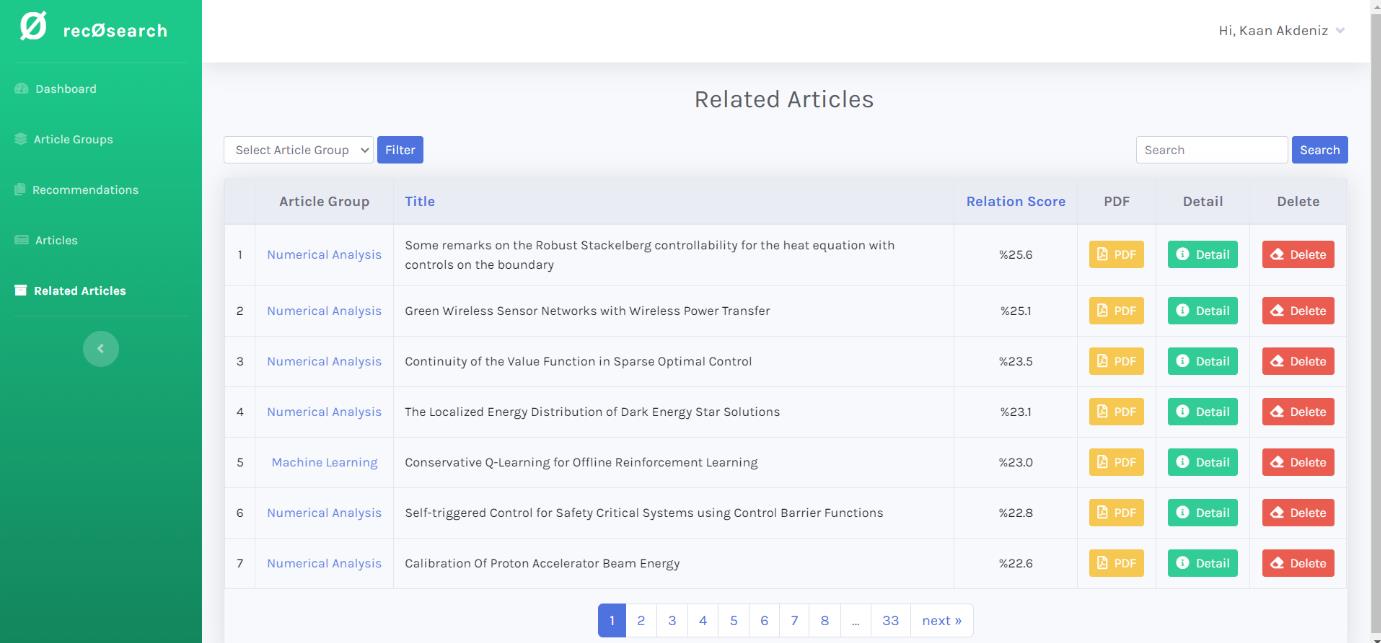 recØsearch
Hi, Kaan Akdeniz
Dashboard
Article Groups
Recommendations
Articles
Related Articles
Related Articles
Select Article Group Filter Search Search
Article Group Title Relation Score PDF Detail Delete
1 Numerical Analysis Some remarks on the Robust Stackelberg controllability for the heat equation with
controls on the boundary %25.6 PDF Detail Delete
2 Numerical Analysis Green Wireless Sensor Networks with Wireless Power Transfer %25.1 PDF Detail Delete
3 Numerical Analysis Continuity of the Value Function in Sparse Optimal Control %23.5 PDF Detail Delete
4 Numerical Analysis The Localized Energy Distribution of Dark Energy Star Solutions %23.1 PDF Detail Delete
5 Machine Learning Conservative Q-Learning for Offline Reinforcement Learning %23.0 PDF Detail Delete
6 Numerical Analysis Self-triggered Control for Safety Critical Systems using Control Barrier Functions %22.8 PDF Detail Delete
7 Numerical Analysis Calibration Of Proton Accelerator Beam Energy %22.6 PDF Detail Delete
1 2 3 4 5 6 7 8 ... 33 next »